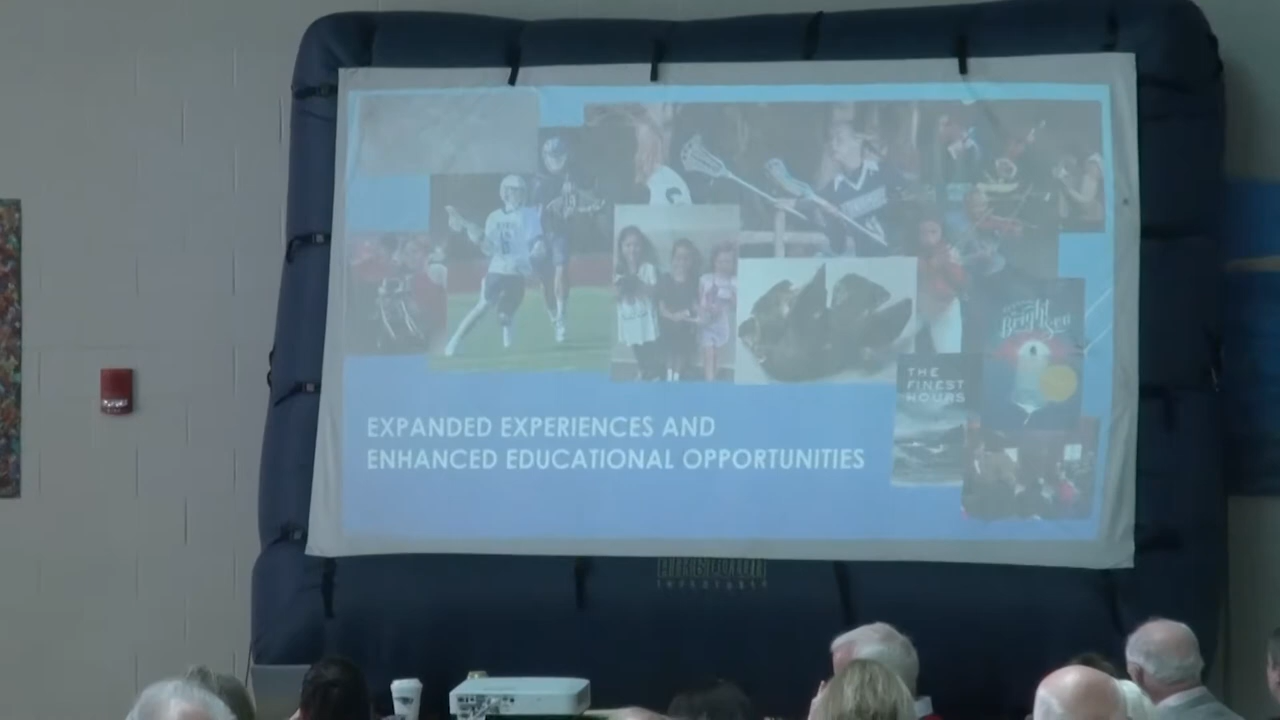 Bright Sea
THE
FINEST
HOURS
EXPANDED EXPERIENCES AND
ENHANCED EDUCATIONAL OPPORTUNITIES